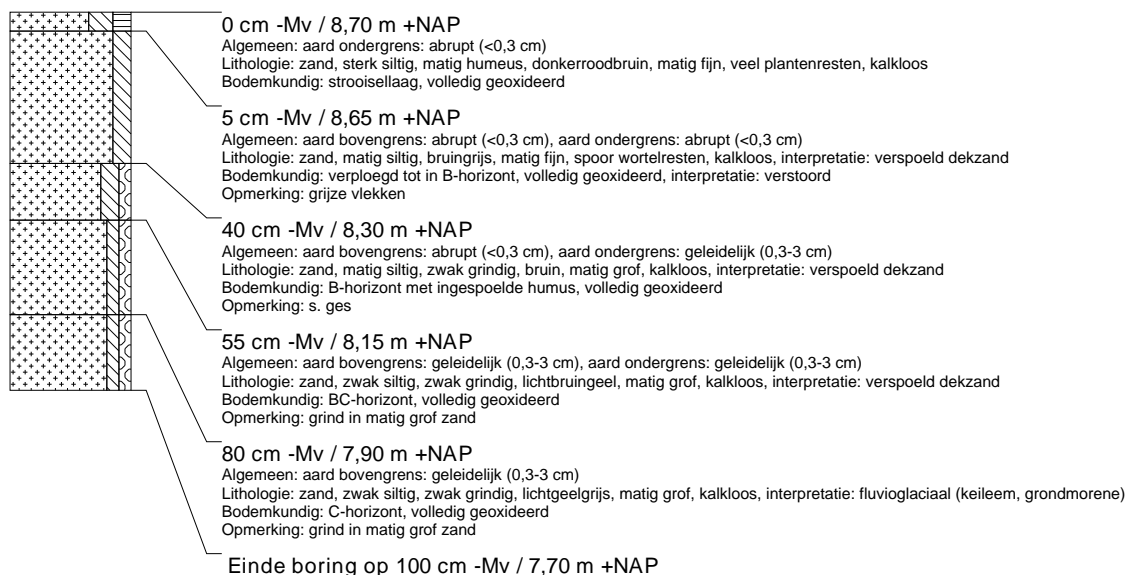 0 cm -Mv / 8,70 m +NAP
Algemeen: aard ondergrens: abrupt (<0,3 cm)
Lithologie: zand, sterk siltig, matig humeus, donkerroodbruin, matig fijn, veel plantenresten, kalkloos
Bodemkundig: strooisellaag, volledig geoxideerd
5 cm -Mv / 8,65 m +NAP
Algemeen: aard bovengrens: abrupt (<0,3 cm), aard ondergrens: abrupt (<0,3 cm)
Lithologie: zand, matig siltig, bruingrijs, matig fijn, spoor wortelresten, kalkloos, interpretatie: verspoeld dekzand
Bodemkundig: verploegd tot in B-horizont, volledig geoxideerd, interpretatie: verstoord
Opmerking: grijze vlekken
40 cm -Mv / 8,30 m +NAP
Algemeen: aard bovengrens: abrupt (<0,3 cm), aard ondergrens: geleidelijk (0,3-3 cm)
Lithologie: zand, matig siltig, zwak grindig, bruin, matig grof, kalkloos, interpretatie: verspoeld dekzand
Bodemkundig: B-horizont met ingespoelde humus, volledig geoxideerd
Opmerking: s. ges
55 cm -Mv / 8,15 m +NAP
Algemeen: aard bovengrens: geleidelijk (0,3-3 cm), aard ondergrens: geleidelijk (0,3-3 cm)
Lithologie: zand, zwak siltig, zwak grindig, lichtbruingeel, matig grof, kalkloos, interpretatie: verspoeld dekzand
Bodemkundig: BC-horizont, volledig geoxideerd
Opmerking: grind in matig grof zand
80 cm -Mv / 7,90 m +NAP
Algemeen: aard bovengrens: geleidelijk (0,3-3 cm)
Lithologie: zand, zwak siltig, zwak grindig, lichtgeelgrijs, matig grof, kalkloos, interpretatie: fluvioglaciaal (keileem, grondmorene)
Bodemkundig: C-horizont, volledig geoxideerd
Opmerking: grind in matig grof zand
Einde boring op 100 cm -Mv / 7,70 m +NAP